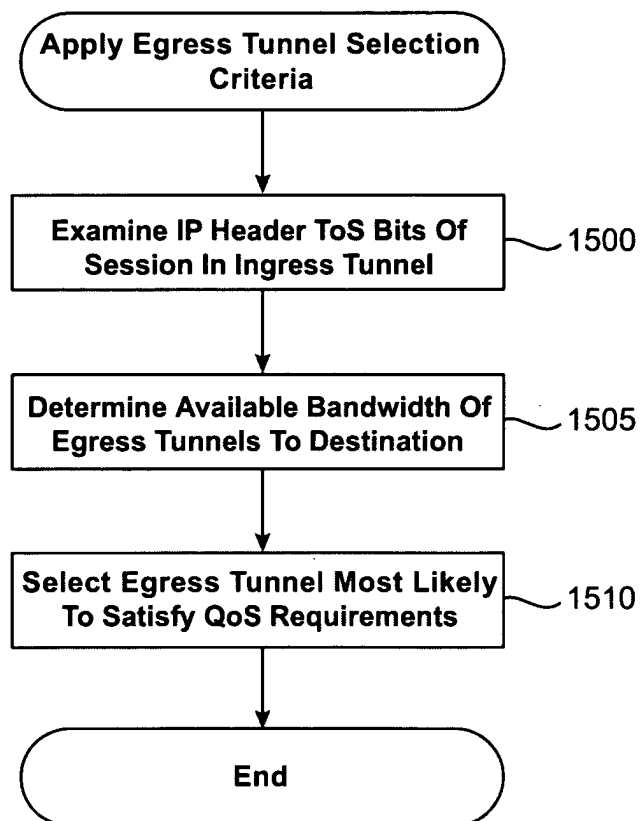 Apply Egress Tunnel Selection
Criteria
Examine IP Header ToS Bits Of
Session In Ingress Tunnel
1500
Determine Available Bandwidth Of
Egress Tunnels To Destination
1505
Select Egress Tunnel Most Likely
To Satisfy QoS Requirements
1510
End